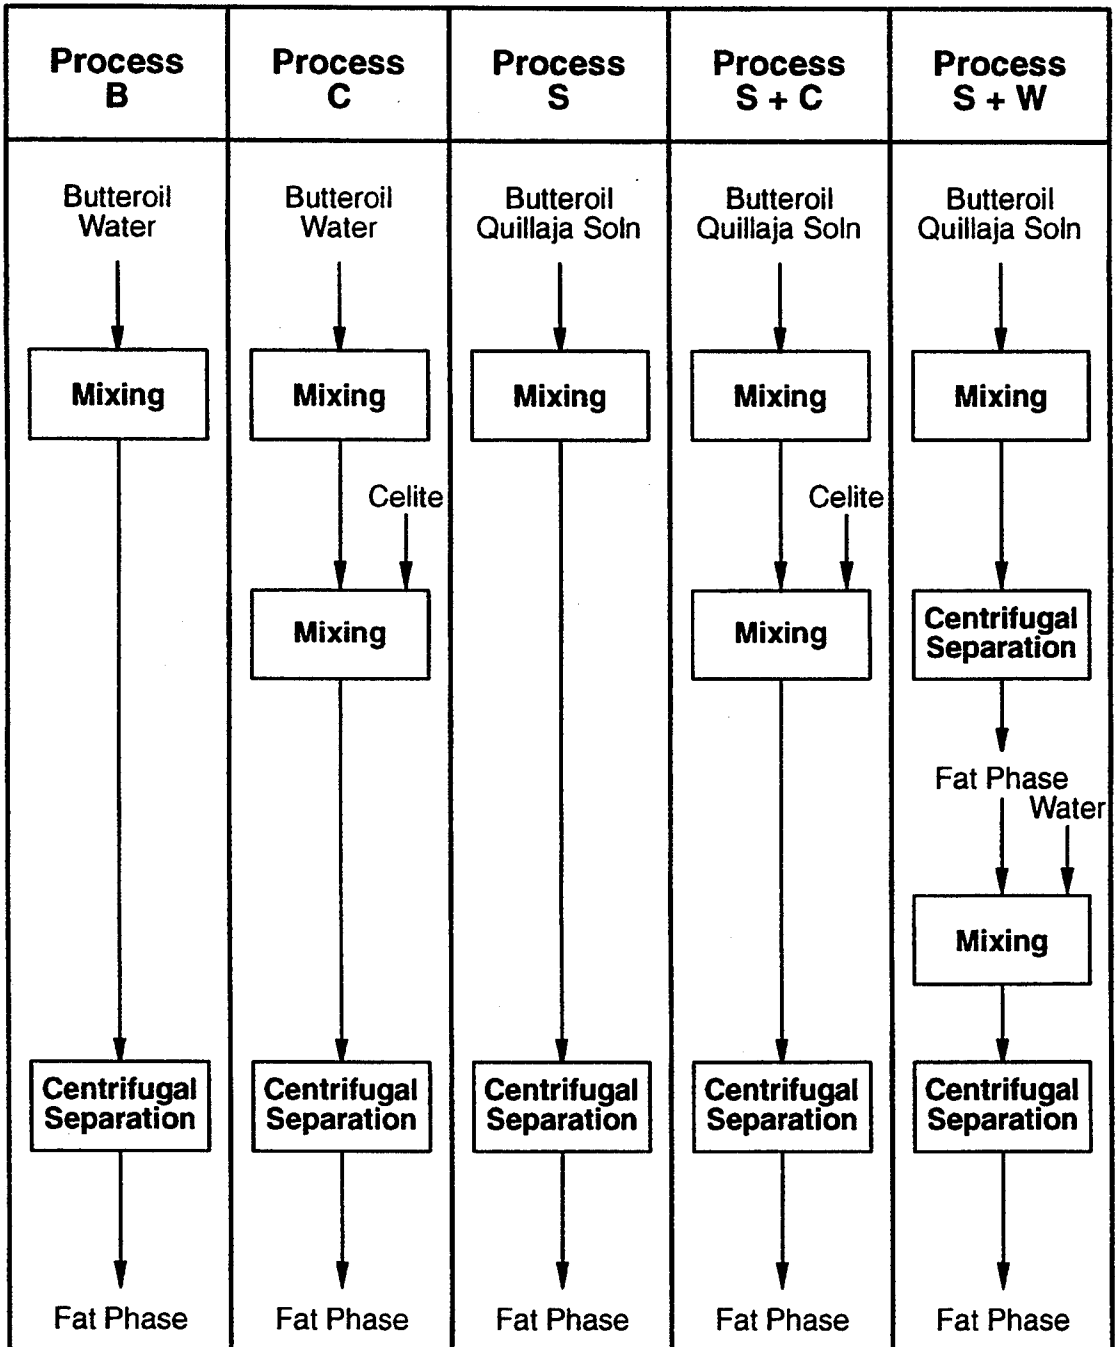 Process
B
Process
C
Process
S
Process
S + C
Process
S + W
Butteroil
Water
Butteroil
Water
Butteroil
Quillaja Soln
Butteroil
Quillaja Soln
Butteroil
Quillaja Soln
Mixing
Mixing
Mixing
Mixing
Mixing
Celite
Celite
Mixing
Mixing
Centrifugal
Separation
Fat Phase
Water
Mixing
Centrifugal
Separation
Centrifugal
Separation
Centrifugal
Separation
Centrifugal
Separation
Centrifugal
Separation
Fat Phase
Fat Phase
Fat Phase
Fat Phase
Fat Phase